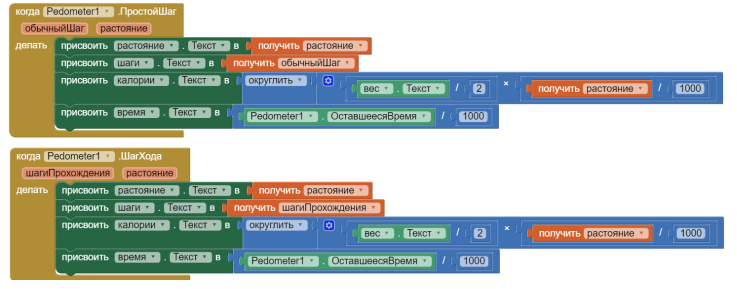 когда Pedometer1 .ПростойШаг
обычныйШаг растояние
делать присвоить растояние . Текст в получить растояние
присвоить шаги . Текст в получить обычныйШаг
присвоить калории . Текст в округлить вес . Текст / 2 × получить растояние / 1000
присвоить время . Текст в Pedometer1 . ОставшеесяВремя / 1000
когда Pedometer1 .ШагХода
шагиПрохождения растояние
делать присвоить растояние . Текст в получить растояние
присвоить шаги . Текст в получить шагиПрохождения
присвоить калории . Текст в округлить вес . Текст / 2 × получить растояние / 1000
присвоить время . Текст в Pedometer1 . ОставшеесяВремя / 1000